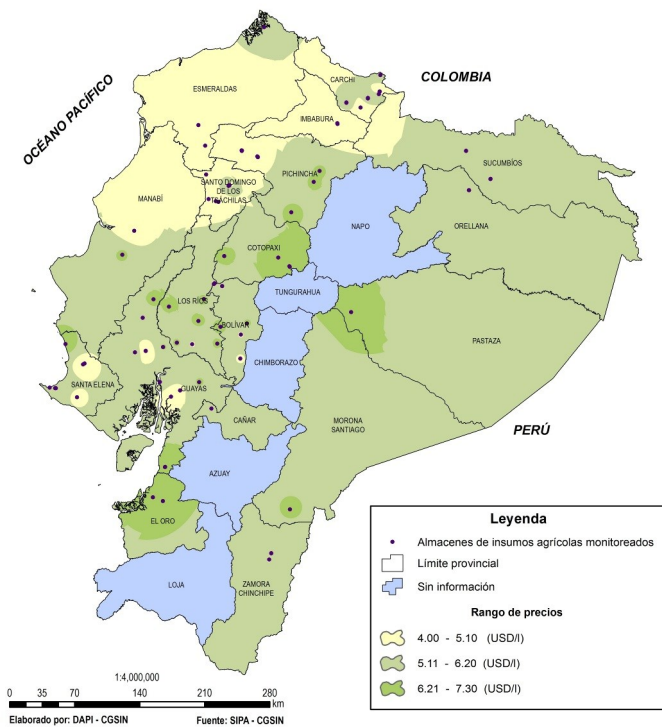 OCÉANO PACÍFICO
COLOMBIA
CARCHI
ESMERALDAS
IMBABURA
SUCUMBÍOS
PICHINCHA
SANTO DOMINGO
DE LOS
TSÁCHILAS
MANABÍ
NAPO
ORELLANA
COTOPAXI
TUNGURAHUA
LOS RÍOS
BOLÍVAR
PASTAZA
CHIMBORAZO
SANTA ELENA
GUAYAS
CAÑAR
MORONA
SANTIAGO
PERÚ
AZUAY
EL ORO
LOJA
ZAMORA
CHINCHIPE
Leyenda
Almacenes de insumos agrícolas monitoreados
Límite provincial
Sin información
Rango de precios
4.00 - 5.10 (USD/l)
5.11 - 6.20 (USD/l)
6.21 - 7.30 (USD/l)
1:4,000,000
0 35 70 140 210 280
km
Elaborado por: DAPI - CGSIN Fuente: SIPA - CGSIN